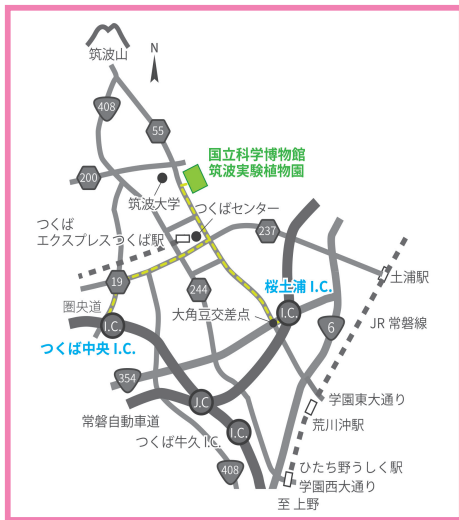 筑波山
N
408
55
国立科学博物館
筑波実験植物園
200
筑波大学
つくばセンター
つくば
エクスプレスつくば駅
237
19
244
桜土浦 I.C.
土浦駅
圏央道
大角豆交差点
I.C.
I.C.
つくば中央 I.C.
6
JR 常磐線
354
J.C
学園東大通り
常磐自動車道
荒川沖駅
つくば牛久 I.C.
I.C.
408
ひたち野うしく駅
学園西大通り
至 上野